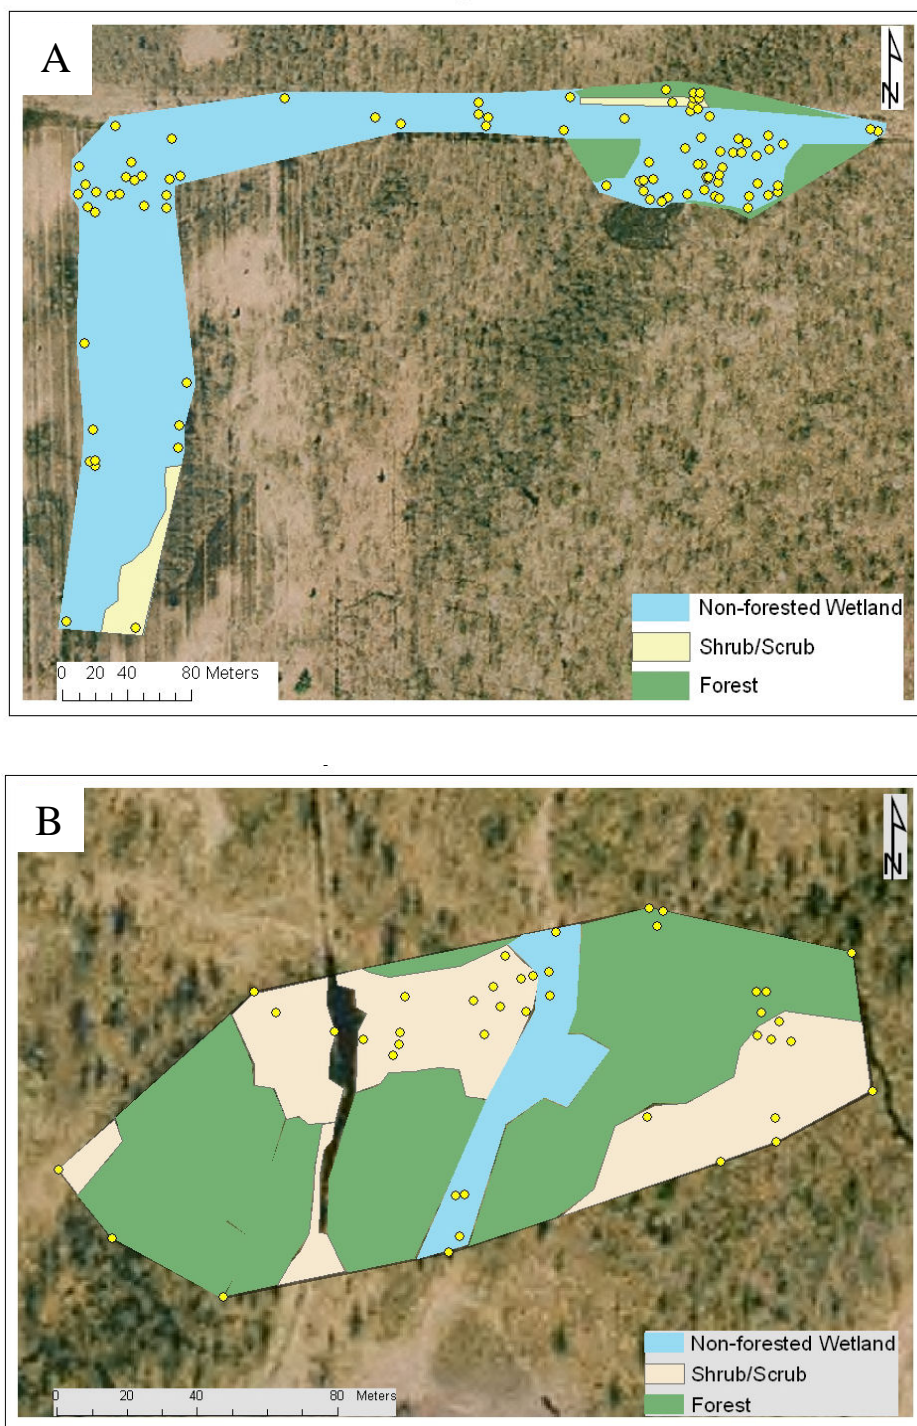 A
N
Non-forested Wetland
Shrub/Scrub
Forest
0 20 40 80 Meters
-
B
N
Non-forested Wetland
Shrub/Scrub
Forest
0 20 40 80 Meters